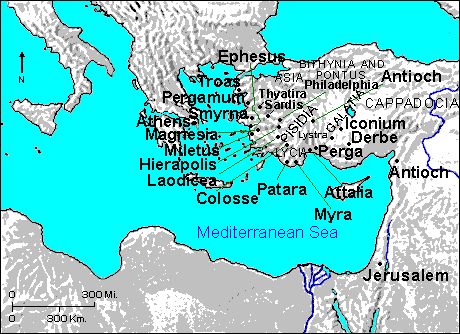 Ephesus
BITHYNIA AND
PONTUS
ASIA
Antioch
Troas
Thyatira
Philadelphia
Pergamum
Sardis
GALATIA
CAPPADOCIA
Smyrna
Athens
PISIDIA
Iconium
Magnesia
Lystra
Derbe
Miletus
LYCIA
Perga
Hierapolis
Antioch
Laodicea
Patara
Attalia
Colosse
Myra
Mediterranean Sea
Jerusalem
N
0 300 Mi.
0 300 Km.